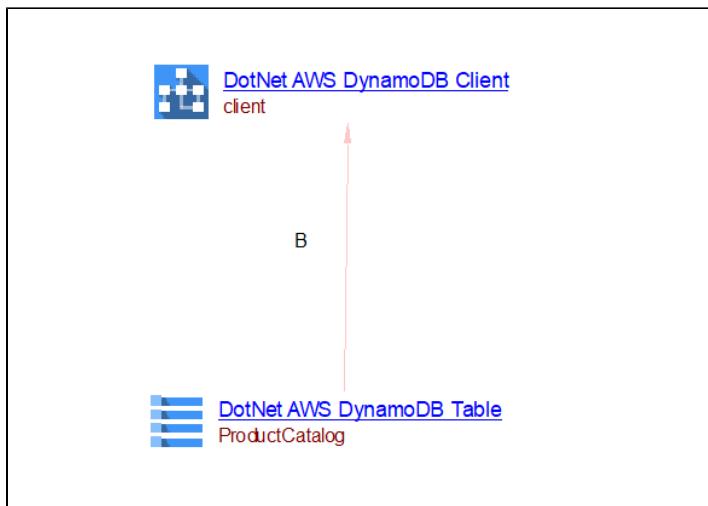 DotNet AWS DynamoDB Client
client
B
DotNet AWS DynamoDB Table
ProductCatalog